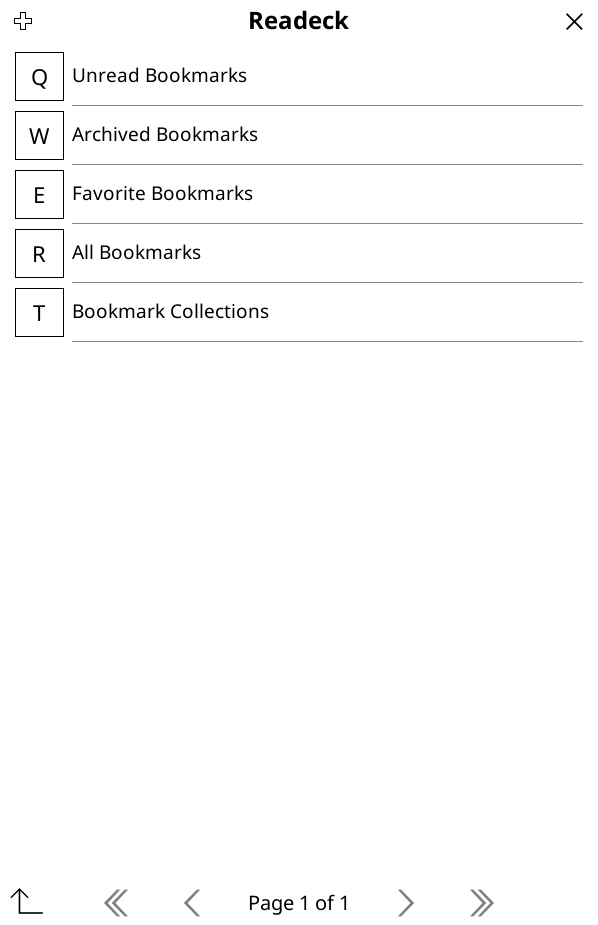 Readeck
Q Unread Bookmarks
W Archived Bookmarks
E Favorite Bookmarks
R All Bookmarks
T Bookmark Collections
Page 1 of 1